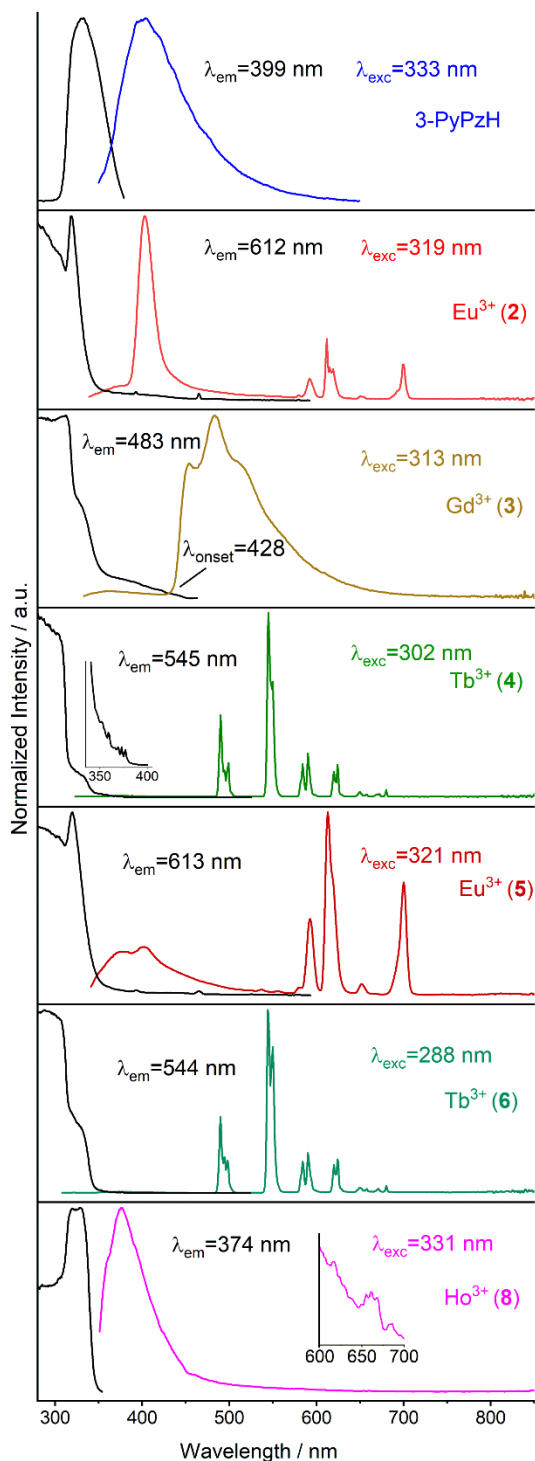 λem=399 nm λexc=333 nm
3-PyPzH
λem=612 nm λexc=319 nm
Eu³⁺ (2)
λem=483 nm λexc=313 nm
Gd³⁺ (3)
λonset=428
λem=545 nm λexc=302 nm
Tb³⁺ (4)
350 400
λem=613 nm λexc=321 nm
Eu³⁺ (5)
λem=544 nm λexc=288 nm
Tb³⁺ (6)
λem=374 nm λexc=331 nm
Ho³⁺ (8)
600 650 700
300 400 500 600 700 800
Wavelength / nm
Normalized Intensity / a.u.